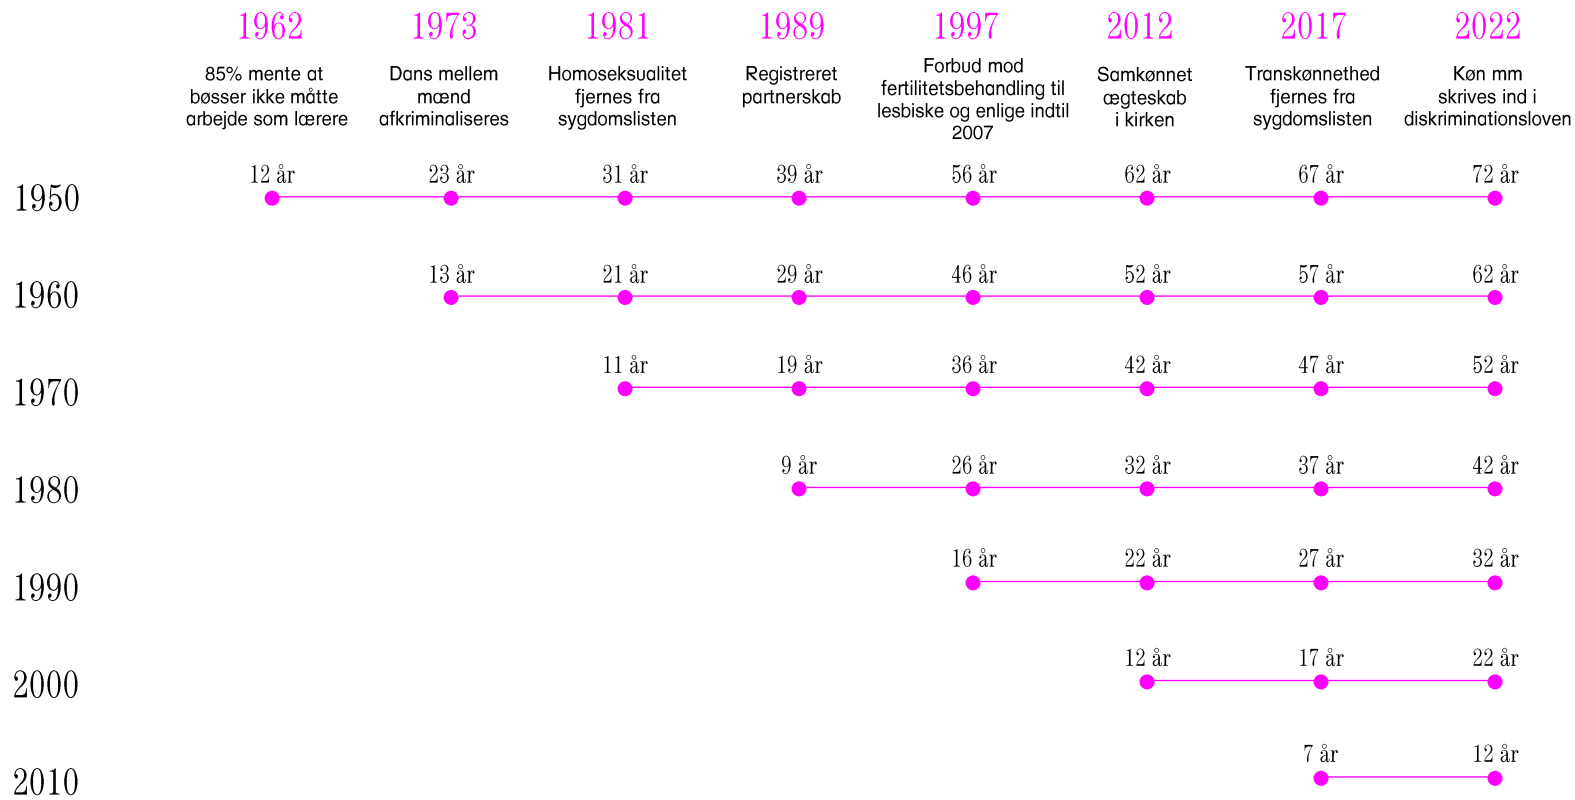 1962
1973
1981
1989
1997
2012
2017
2022
85% mente at
bøsser ikke måtte
arbejde som lærere
Dans mellem
mænd
afkriminaliseres
Homoseksualitet
fjernes fra
sygdomslisten
Registreret
partnerskab
Forbud mod
fertilitetsbehandling til
lesbiske og enlige indtil
2007
Samkønnet
ægteskab
i kirken
Transkønnethed
fjernes fra
sygdomslisten
Køn mm
skrives ind i
diskriminationsloven
1950
12 år
23 år
31 år
39 år
56 år
62 år
67 år
72 år
1960
13 år
21 år
29 år
46 år
52 år
57 år
62 år
1970
11 år
19 år
36 år
42 år
47 år
52 år
1980
9 år
26 år
32 år
37 år
42 år
1990
16 år
22 år
27 år
32 år
2000
12 år
17 år
22 år
2010
7 år
12 år